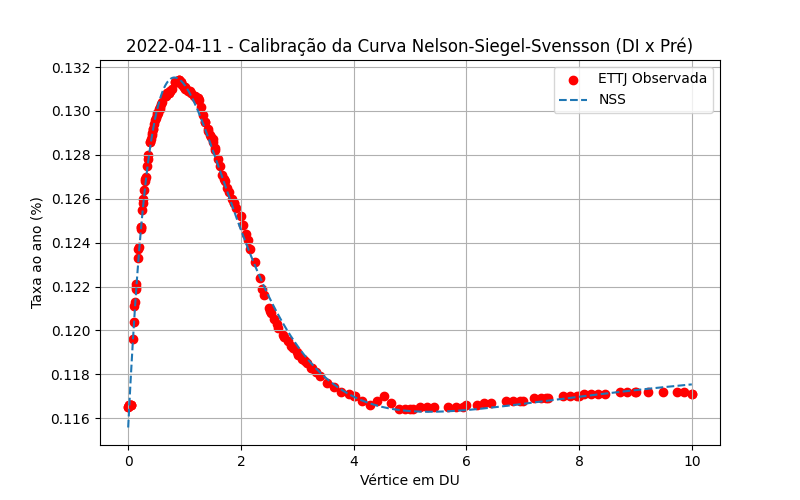 2022-04-11 - Calibração da Curva Nelson-Siegel-Svensson (DI x Pré)
ETTJ Observada
NSS
Taxa ao ano (%)
0.132
0.130
0.128
0.126
0.124
0.122
0.120
0.118
0.116
0 2 4 6 8 10
Vértice em DU